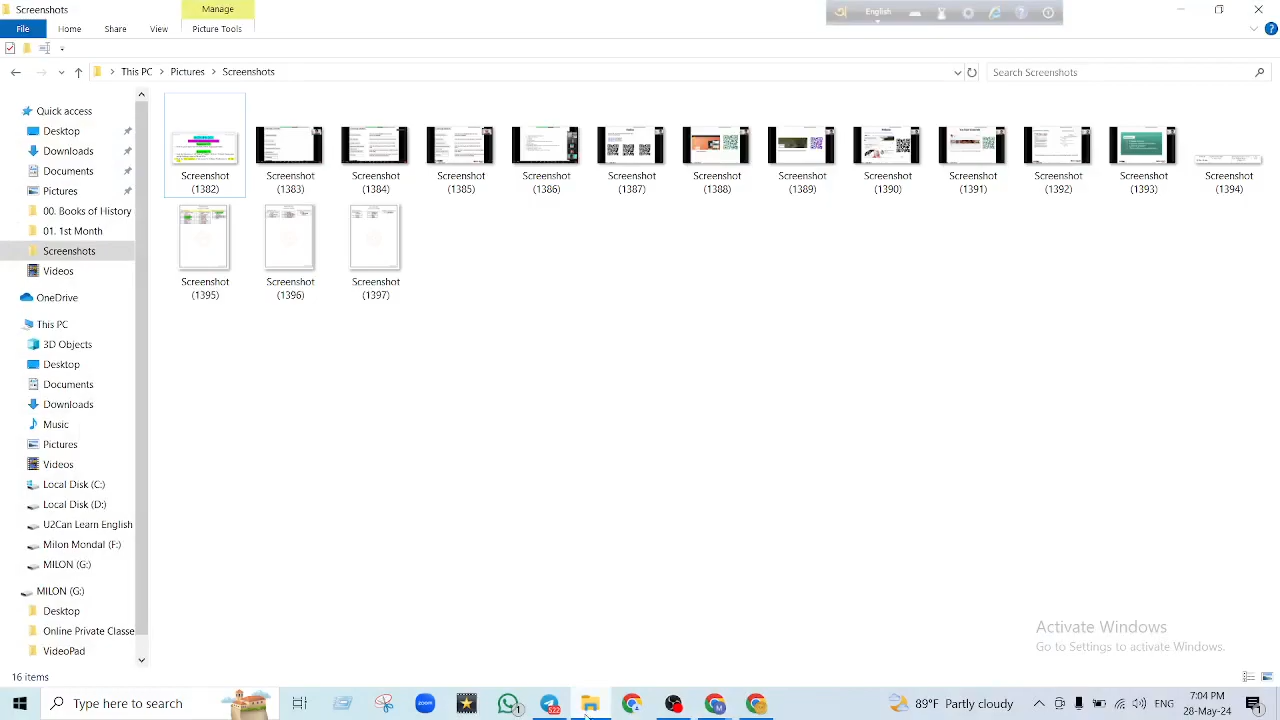 Screenshots
Manage
English
File
Home
Share
View
Picture Tools
This PC
Pictures
Screenshots
Search Screenshots
Quick access
Desktop
Downloads
Documents
Pictures
00. Books of History
01. 1st Month
Screenshots
Videos
OneDrive
This PC
3D Objects
Desktop
Documents
Downloads
Music
Pictures
Videos
Local Disk (C:)
Local Disk (D:)
U2Can Learn English
Milon Mondal (F:)
MILON (G:)
MILON (G:)
Desktop
Online Private Classe
VideoPad
Screenshot
(1382)
Screenshot
(1383)
Screenshot
(1384)
Screenshot
(1385)
Screenshot
(1386)
Screenshot
(1387)
Screenshot
(1388)
Screenshot
(1389)
Screenshot
(1390)
Screenshot
(1391)
Screenshot
(1392)
Screenshot
(1393)
Screenshot
(1394)
Screenshot
(1395)
Screenshot
(1396)
Screenshot
(1397)
Activate Windows
Go to Settings to activate Windows.
16 items
Type here to search
zoom
1
522
M
89°F Partly cloudy
ENG
7:04 PM
28-May-24
1